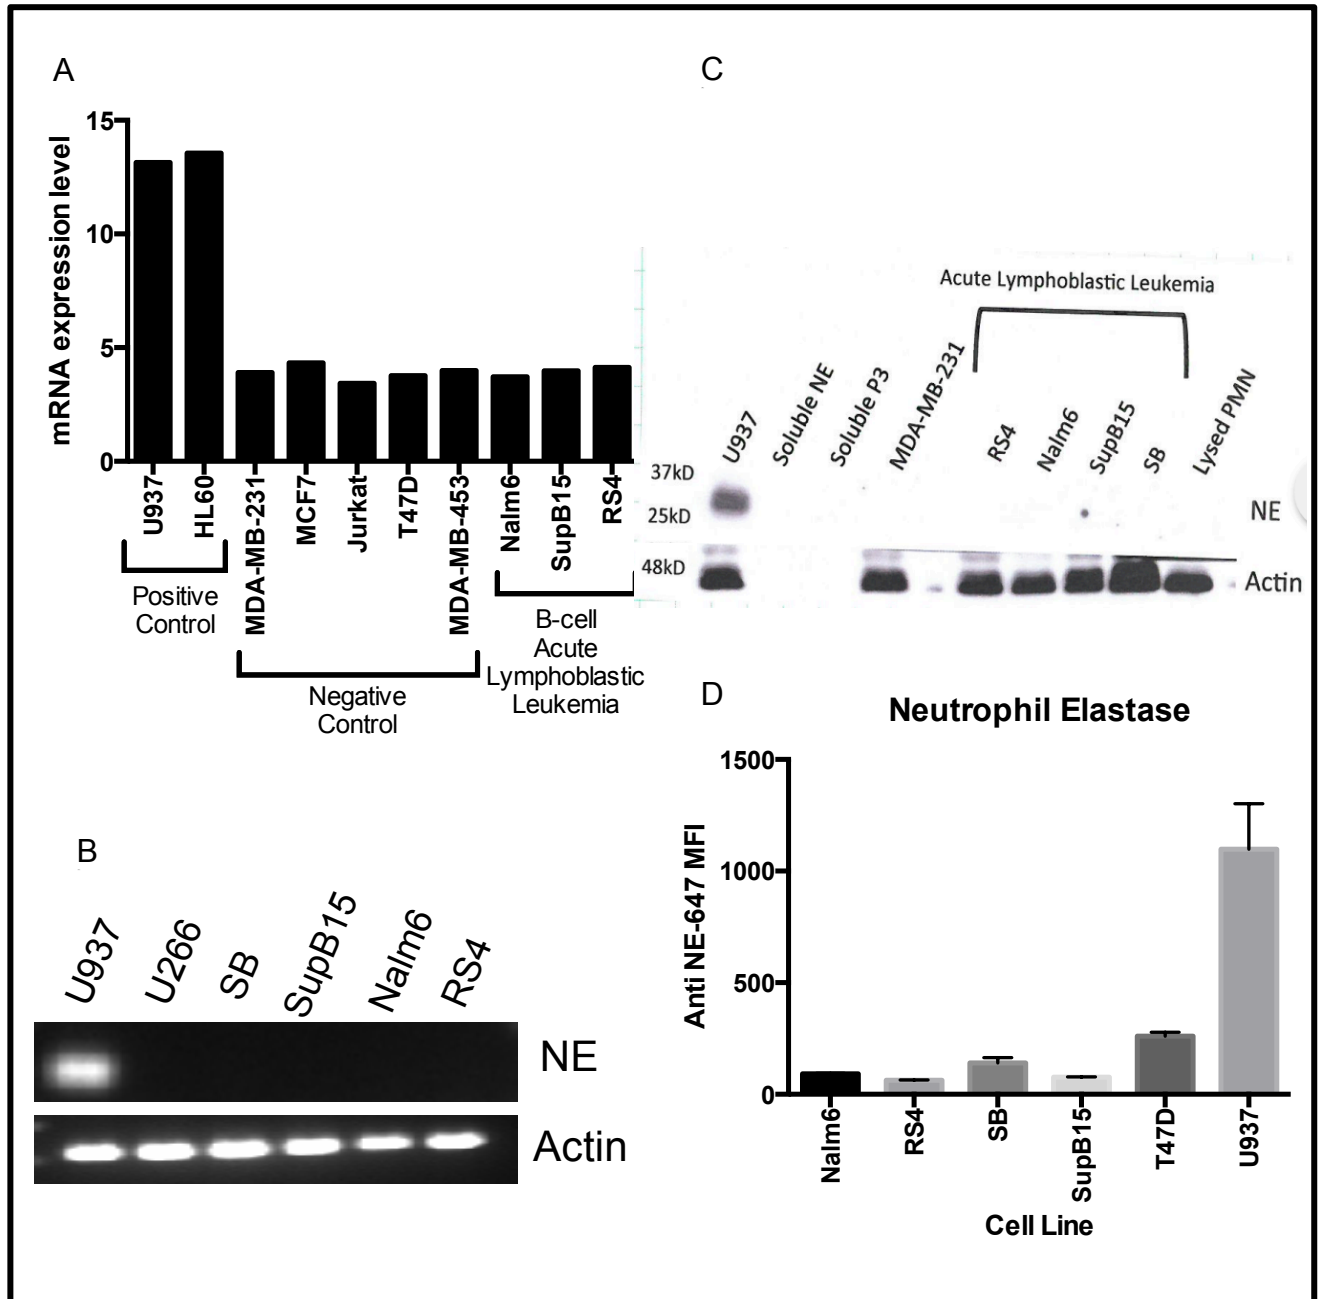 A
15
10
5
0
mRNA expression level
U937
HL60
MDA-MB-231
MCF7
Jurkat
T47D
MDA-MB-453
Nalm6
SupB15
RS4
Positive
Control
Negative
Control
B-cell
Acute
Lymphoblastic
Leukemia
B
U937
U266
SB
SupB15
Nalm6
RS4
NE
Actin
C
Acute Lymphoblastic Leukemia
U937
Soluble NE
Soluble P3
MDA-MB-231
RS4
Nalm6
SupB15
SB
Lysed PMN
37kD
25kD
48kD
NE
Actin
D
Neutrophil Elastase
1500
1000
500
0
Anti NE-647 MFI
Nalm6
RS4
SB
SupB15
T47D
U937
Cell Line